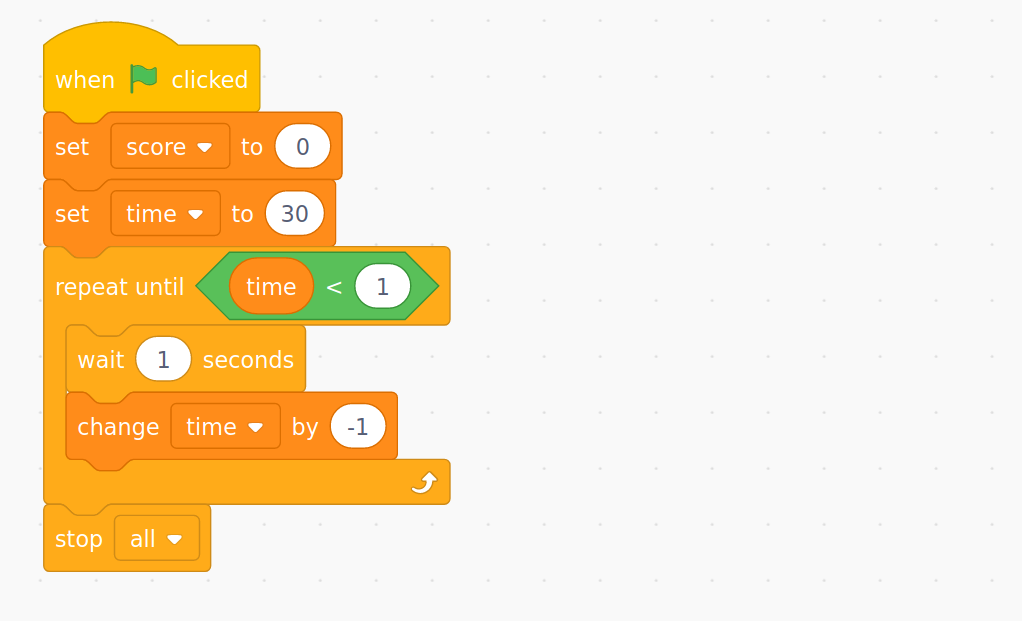 when clicked
set score to 0
set time to 30
repeat until time < 1
wait 1 seconds
change time by -1
stop all